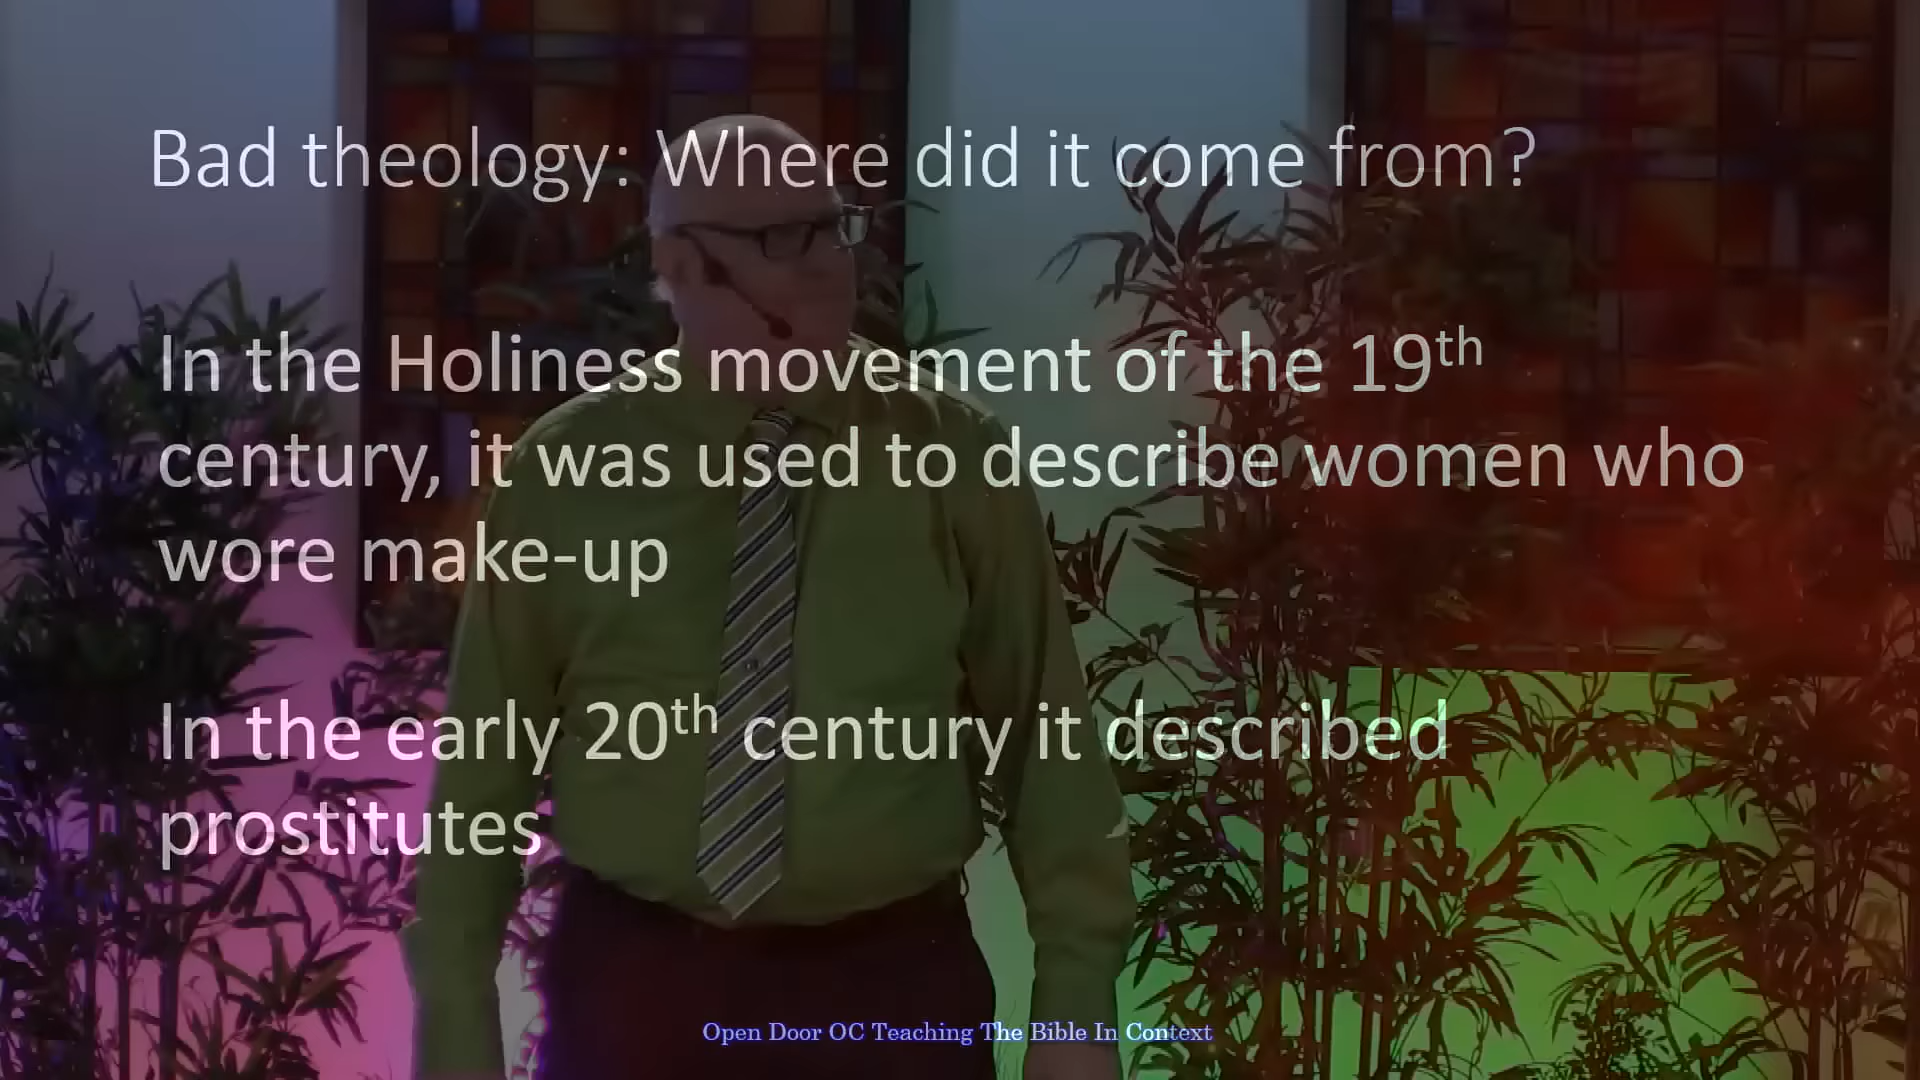 Bad theology: Where did it come from?
In the Holiness movement of the 19th
century, it was used to describe women who
wore make-up
In the early 20th century it described
prostitutes
Open Door OC Teaching The Bible In Context